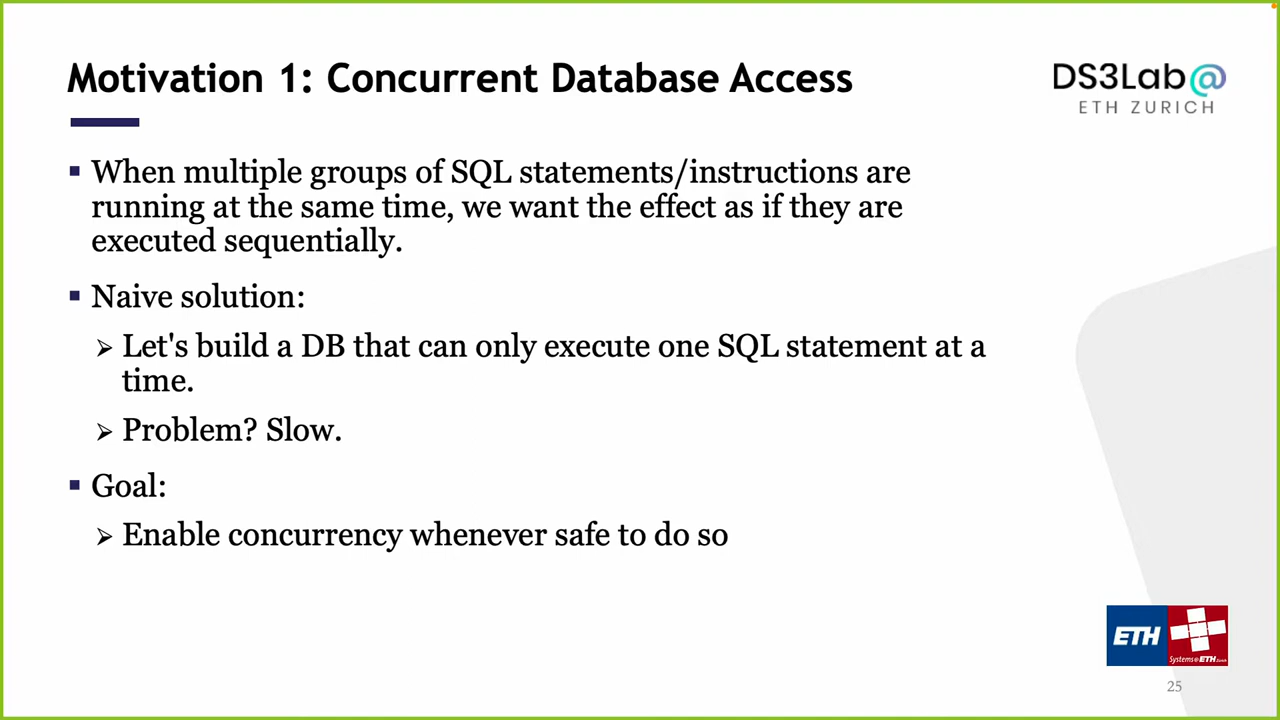 Motivation 1: Concurrent Database Access
DS3Lab@
ETH ZURICH
▪ When multiple groups of SQL statements/instructions are
running at the same time, we want the effect as if they are
executed sequentially.
▪ Naive solution:
➢ Let's build a DB that can only execute one SQL statement at a
time.
➢ Problem? Slow.
▪ Goal:
➢ Enable concurrency whenever safe to do so
ETH
Systems@ETH Zürich
25